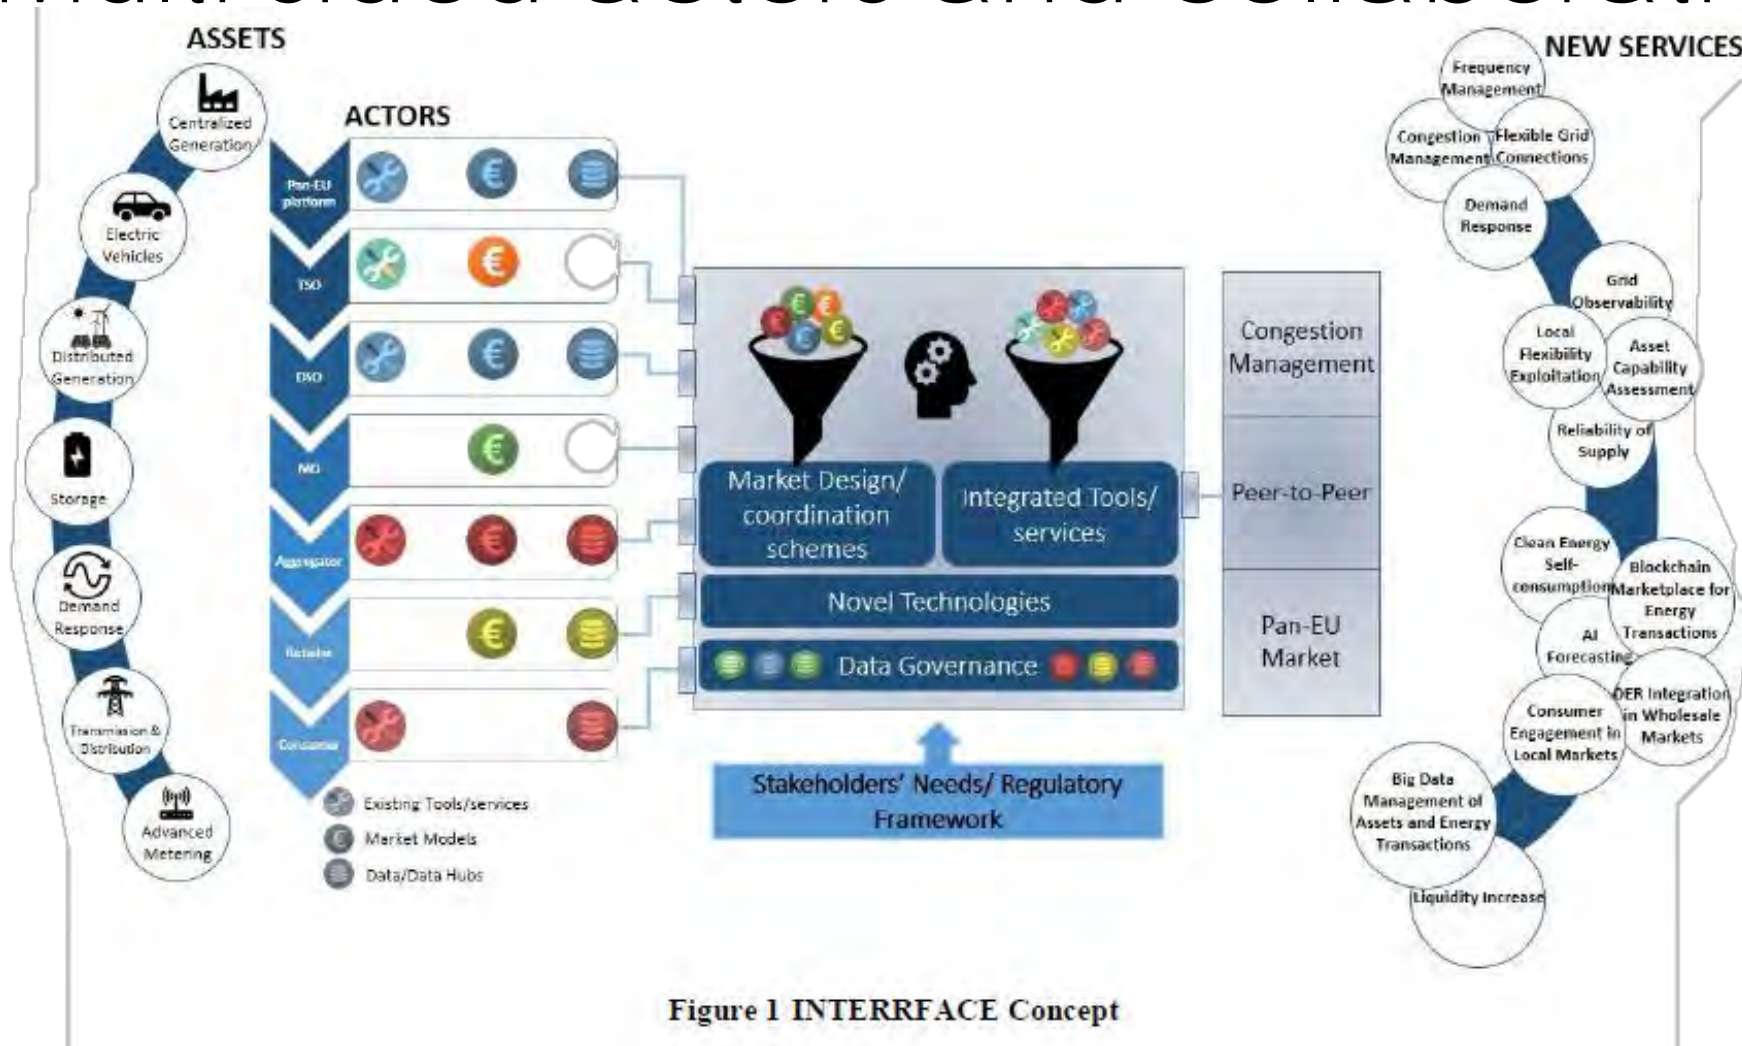 ASSETS
Centralized
Generation
Electric
Vehicles
Distributed
Generation
Storage
Demand
Response
Transmission &
Distribution
Advanced
Metering
ACTORS
Pan-EU
platform
TSO
DSO
MO
Aggregator
Retailer
Consumer
Existing Tools/services
Market Models
Data/Data Hubs
Market Design/
coordination
schemes
Integrated Tools/
services
Novel Technologies
Data Governance
Stakeholders' Needs/ Regulatory
Framework
Congestion
Management
Peer-to-Peer
Pan-EU
Market
NEW SERVICES
Frequency
Management
Congestion
Management
Flexible Grid
Connections
Demand
Response
Grid
Observability
Local
Flexibility
Exploitation
Asset
Capability
Assessment
Reliability of
Supply
Clean Energy
Self-
consumption
Blockchain
Marketplace for
Energy
Transactions
AI
Forecasting
DER Integration
in Wholesale
Markets
Consumer
Engagement in
Local Markets
Big Data
Management of
Assets and Energy
Transactions
Liquidity Increase
Figure 1 INTERRFACE Concept